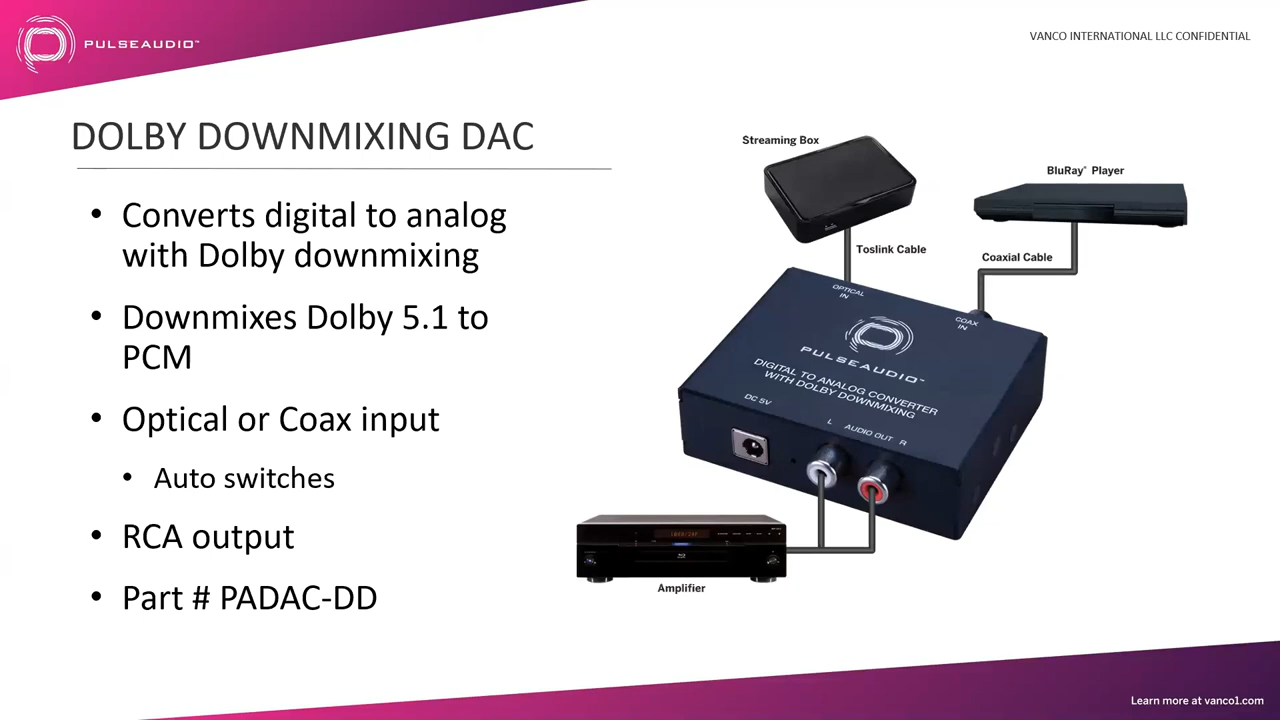 PULSEAUDIO™
VANCO INTERNATIONAL LLC CONFIDENTIAL
DOLBY DOWNMIXING DAC
• Converts digital to analog
with Dolby downmixing
• Downmixes Dolby 5.1 to
PCM
• Optical or Coax input
• Auto switches
• RCA output
• Part # PADAC-DD
Streaming Box
BluRay® Player
Toslink Cable
Coaxial Cable
OPTICAL
IN
COAX
IN
PULSEAUDIO™
DIGITAL TO ANALOG CONVERTER
WITH DOLBY DOWNMIXING
DC 5V
L AUDIO OUT R
Amplifier
Learn more at vanco1.com